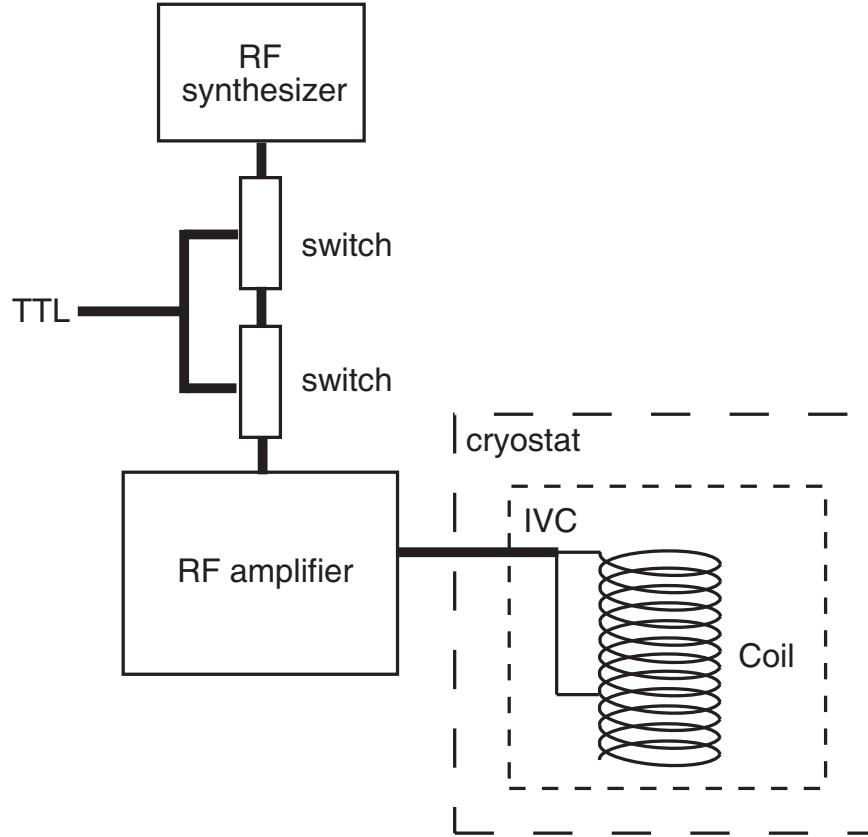 RF
synthesizer
switch
TTL
switch
cryostat
IVC
RF amplifier
Coil